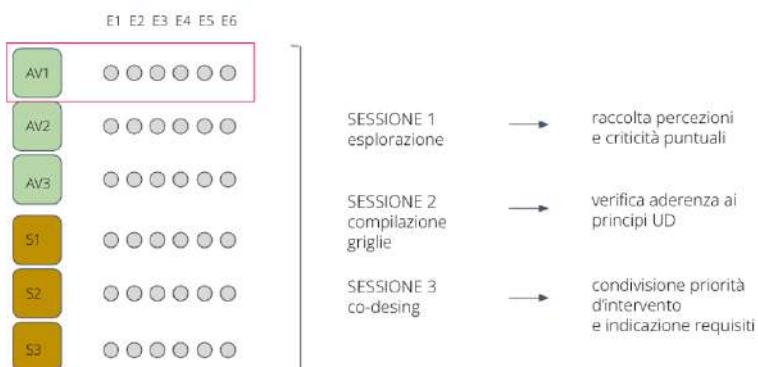 E1 E2 E3 E4 E5 E6
AV1
AV2
AV3
S1
S2
S3
SESSIONE 1
esplorazione
raccolta percezioni
e criticità puntuali
SESSIONE 2
compilazione
griglie
verifica aderenza ai
principi UD
SESSIONE 3
co-desing
condivisione priorità
d'intervento
e indicazione requisiti